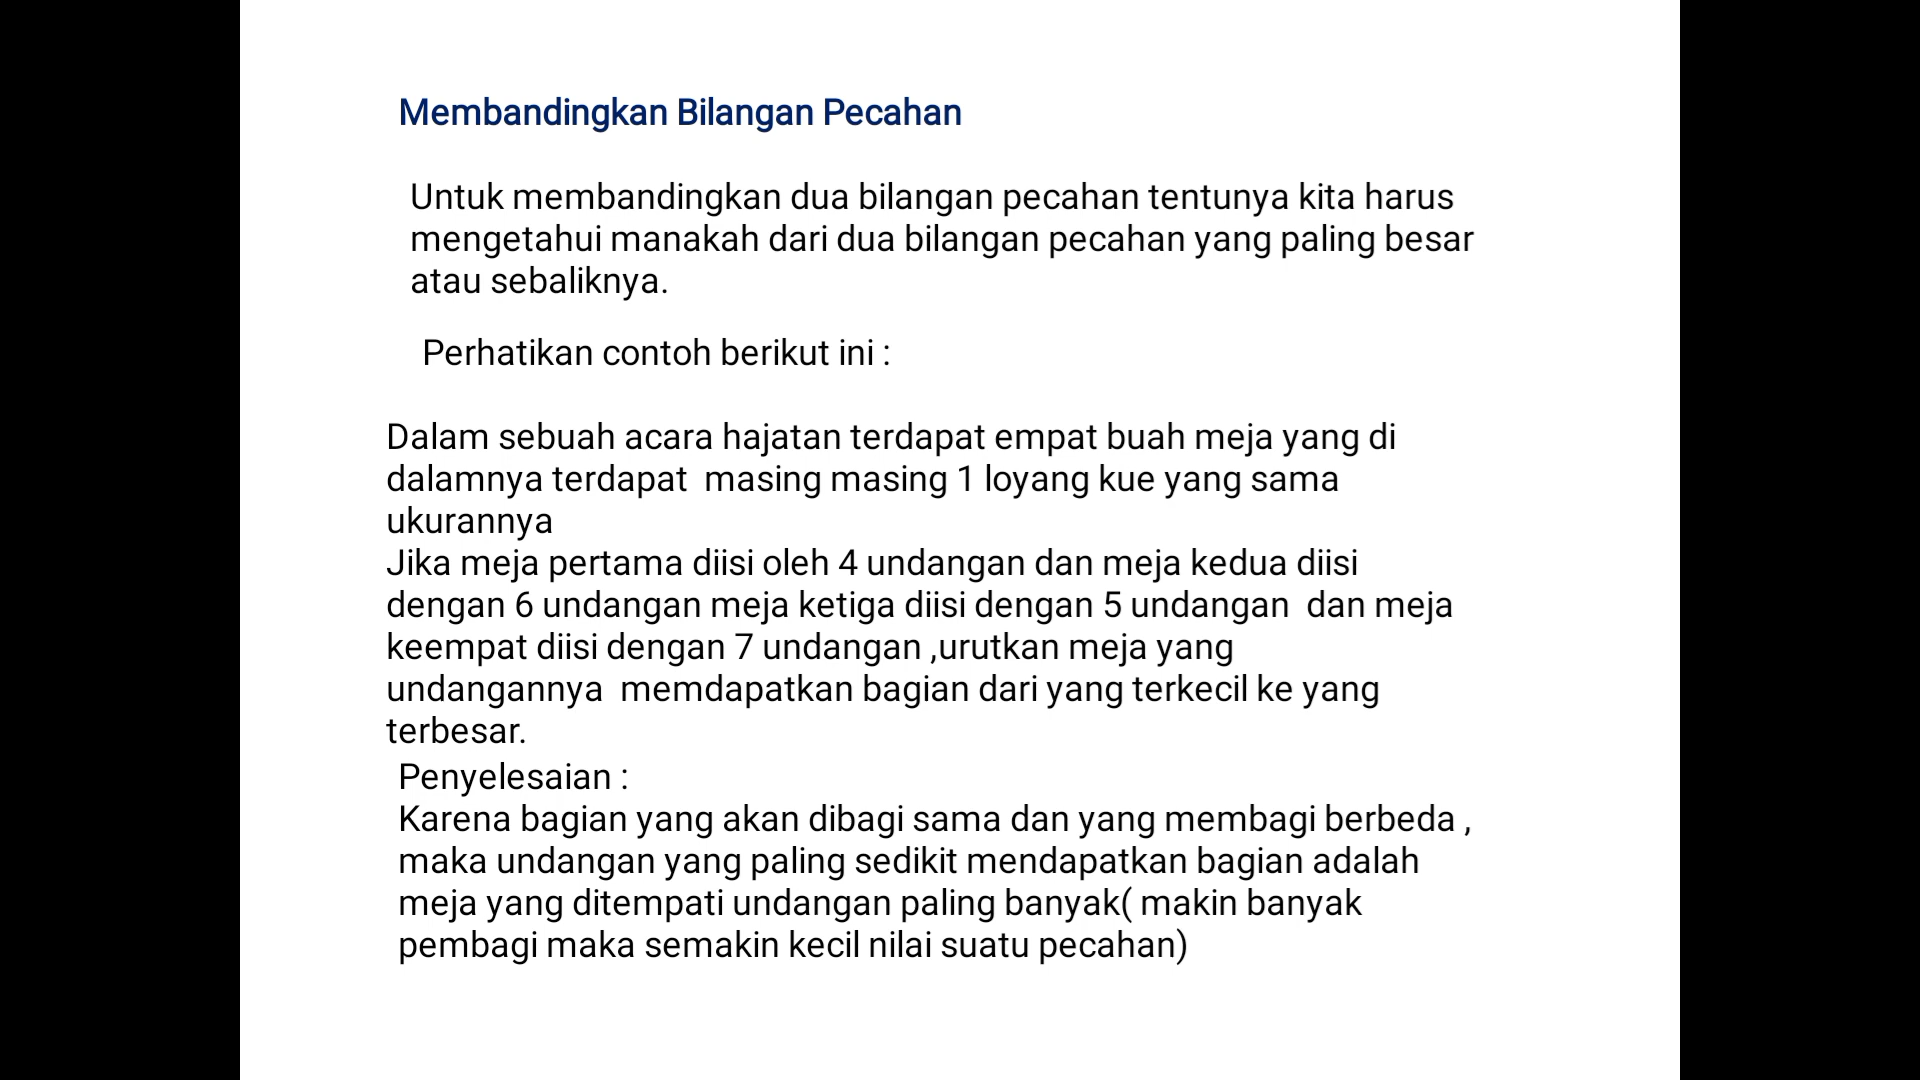 Membandingkan Bilangan Pecahan
Untuk membandingkan dua bilangan pecahan tentunya kita harus
mengetahui manakah dari dua bilangan pecahan yang paling besar
atau sebaliknya.
Perhatikan contoh berikut ini :
Dalam sebuah acara hajatan terdapat empat buah meja yang di
dalamnya terdapat  masing masing 1 loyang kue yang sama
ukurannya
Jika meja pertama diisi oleh 4 undangan dan meja kedua diisi
dengan 6 undangan meja ketiga diisi dengan 5 undangan  dan meja
keempat diisi dengan 7 undangan ,urutkan meja yang
undangannya  memdapatkan bagian dari yang terkecil ke yang
terbesar.
Penyelesaian :
Karena bagian yang akan dibagi sama dan yang membagi berbeda ,
maka undangan yang paling sedikit mendapatkan bagian adalah
meja yang ditempati undangan paling banyak( makin banyak
pembagi maka semakin kecil nilai suatu pecahan)